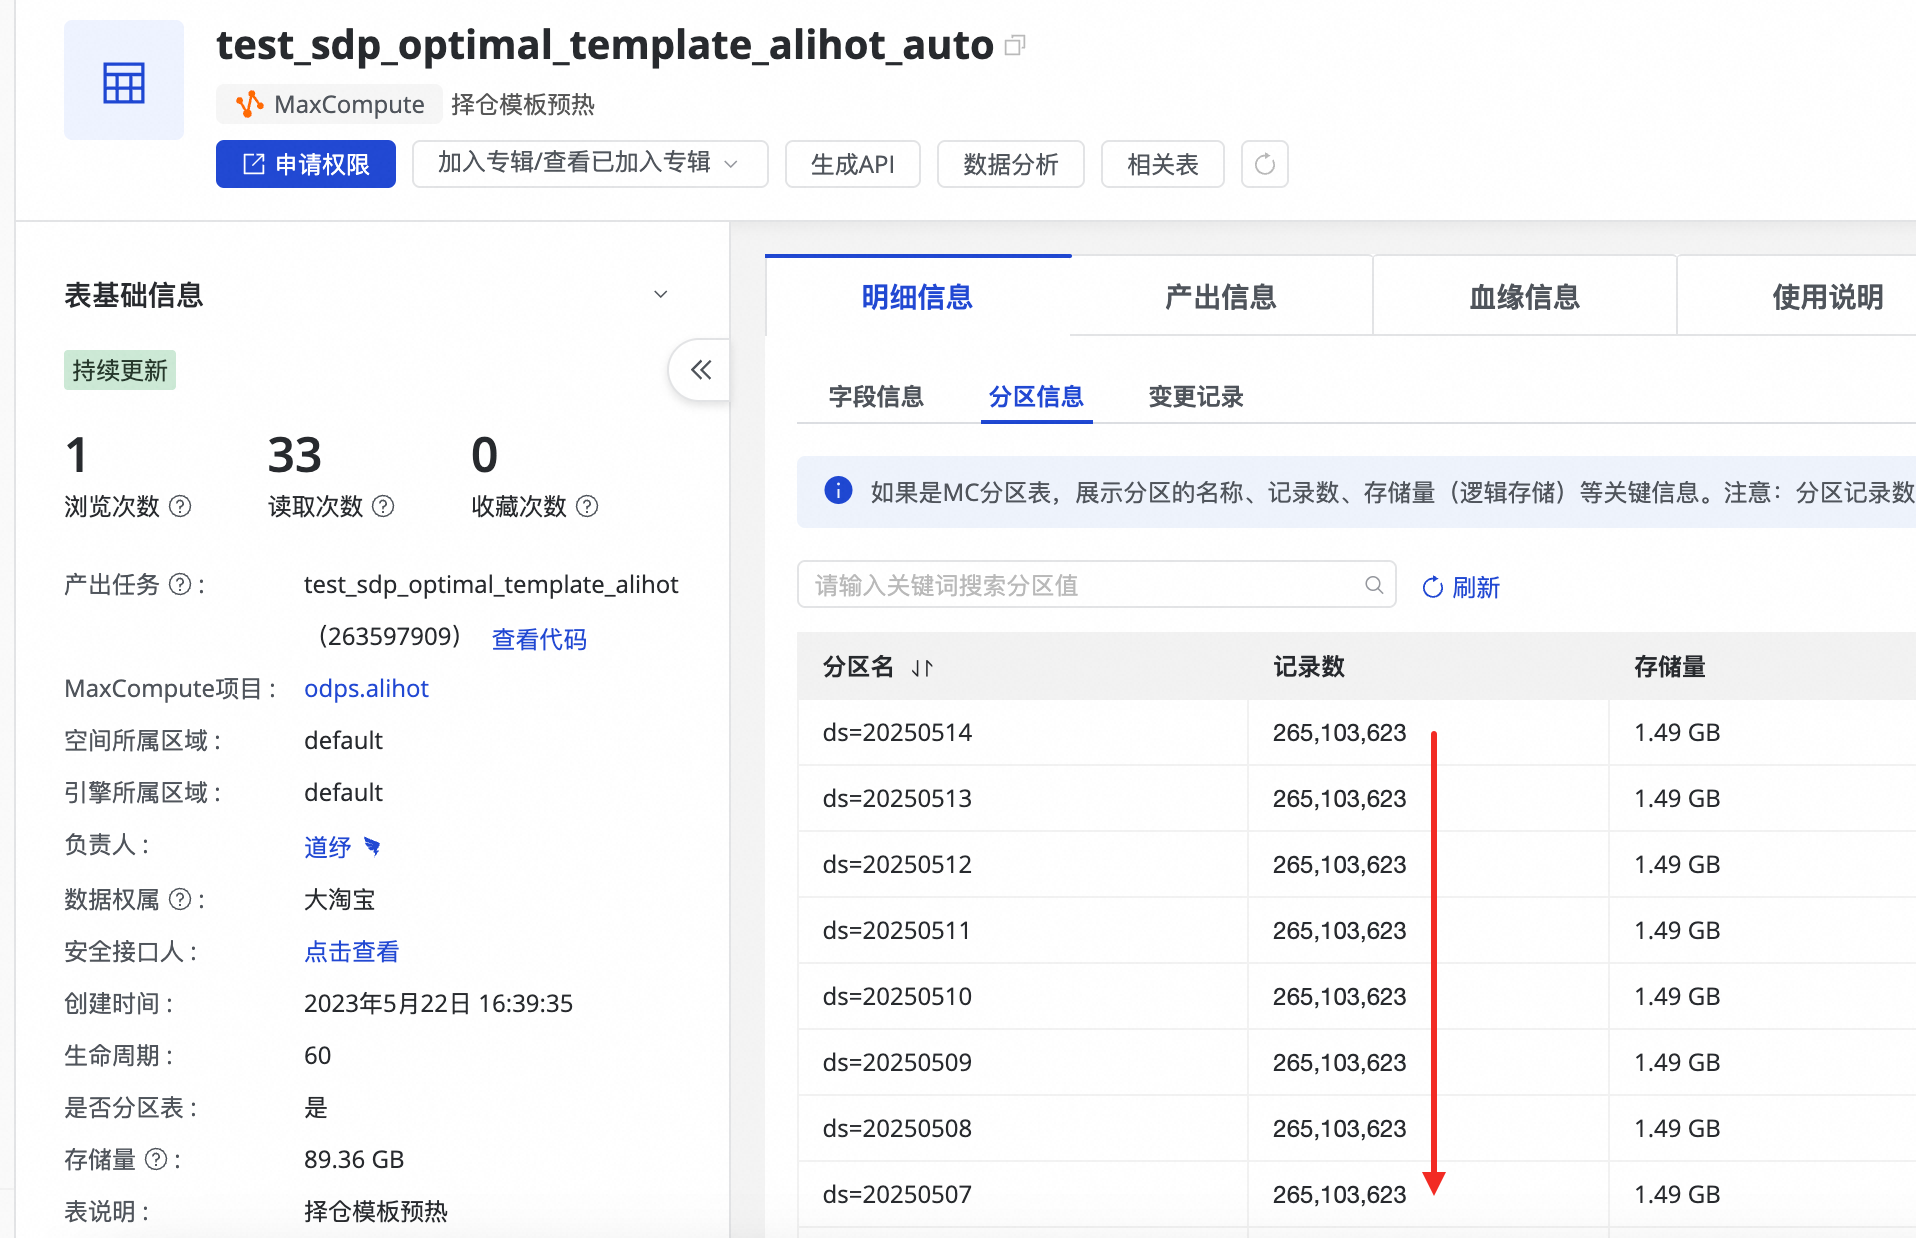 test_sdp_optimal_template_alihot_auto
MaxCompute 择仓模板预热
申请权限 加入专辑/查看已加入专辑 生成API 数据分析 相关表
表基础信息
持续更新
1 33 0
浏览次数 ? 读取次数 ? 收藏次数 ?
产出任务 ? : test_sdp_optimal_template_alihot
(263597909) 查看代码
MaxCompute项目 : odps.alihot
空间所属区域 : default
引擎所属区域 : default
负责人 : 道纾
数据权属 ? : 大淘宝
安全接口人 : 点击查看
创建时间 : 2023年5月22日 16:39:35
生命周期 : 60
是否分区表 : 是
存储量 ? : 89.36 GB
表说明 : 择仓模板预热
明细信息 产出信息 血缘信息 使用说明
字段信息 分区信息 变更记录
如果是MC分区表，展示分区的名称、记录数、存储量（逻辑存储）等关键信息。注意：分区记录数
请输入关键词搜索分区值 刷新
分区名 记录数 存储量
ds=20250514 265,103,623 1.49 GB
ds=20250513 265,103,623 1.49 GB
ds=20250512 265,103,623 1.49 GB
ds=20250511 265,103,623 1.49 GB
ds=20250510 265,103,623 1.49 GB
ds=20250509 265,103,623 1.49 GB
ds=20250508 265,103,623 1.49 GB
ds=20250507 265,103,623 1.49 GB